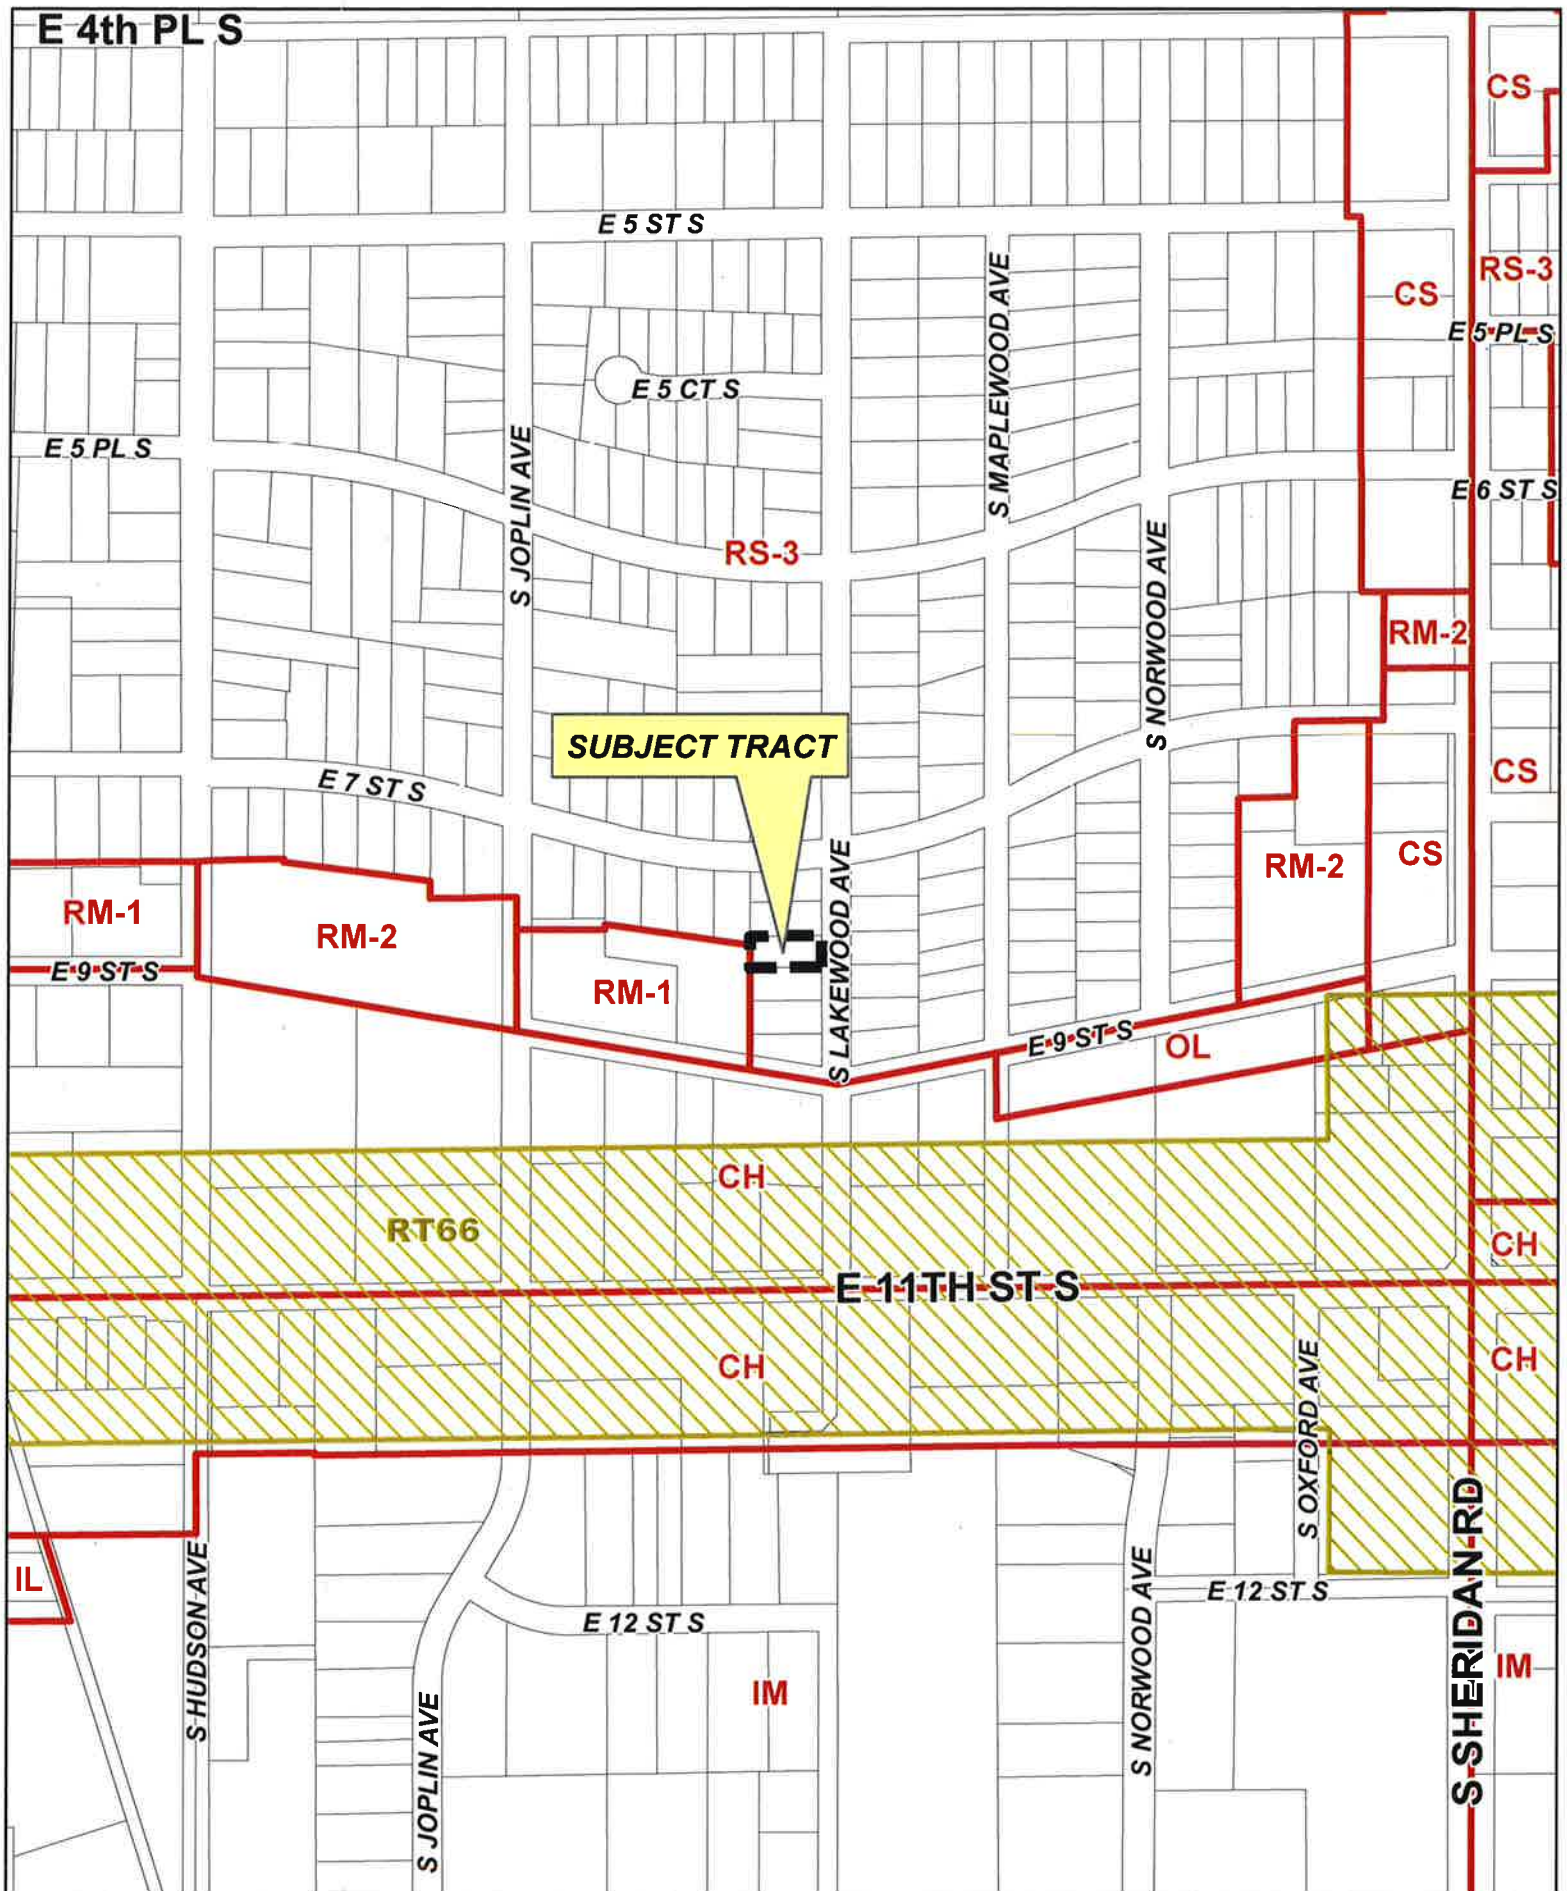 E 4th PL S
CS
E 5 ST S
RS-3
CS
E 5 PL S
S MAPLEWOOD AVE
E 5 CT S
E 5 PL S
S JOPLIN AVE
E 6 ST S
RS-3
S NORWOOD AVE
RM-2
SUBJECT TRACT
CS
E 7 ST S
CS
RM-2
S LAKEWOOD AVE
RM-1
RM-2
E 9 ST S
RM-1
E 9 ST S
OL
CH
RT66
CH
E 11TH ST S
CH
CH
S OXFORD AVE
S SHERIDAN RD
IL
S HUDSON AVE
E 12 ST S
E 12 ST S
S NORWOOD AVE
IM
IM
S JOPLIN AVE